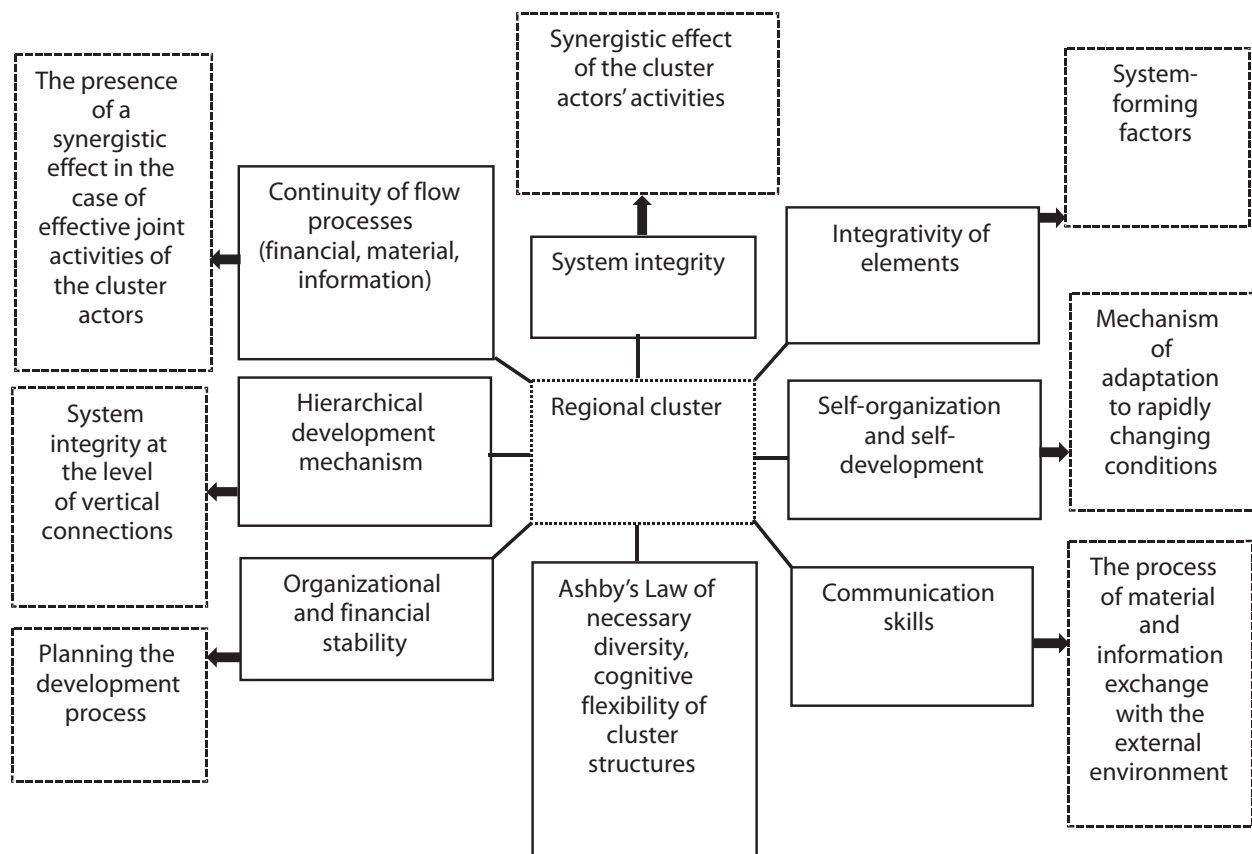 The presence
of a
synergistic
effect in the
case of
effective joint
activities of
the cluster
actors
Synergistic effect
of the cluster
actors’ activities
System-
forming
factors
Continuity of flow
processes
(financial, material,
information)
System integrity
Integrativity of
elements
System
integrity at
the level
of vertical
connections
Hierarchical
development
mechanism
Regional cluster
Self-organization
and self-
development
Mechanism
of
adaptation
to rapidly
changing
conditions
Planning the
development
process
Organizational
and financial
stability
Ashby’s Law of
necessary
diversity,
cognitive
flexibility of
cluster
structures
Communication
skills
The process
of material
and
information
exchange
with the
external
environment